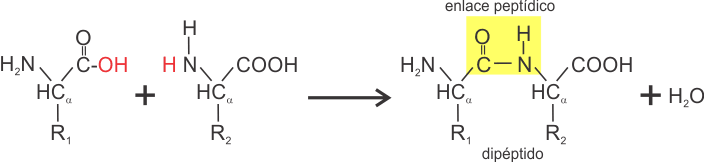 enlace peptídico
O H O H
H₂N C-OH H N COOH H₂N C—N COOH
HCα + HCα → HCα HCα + H₂O
R₁ R₂ R₁ R₂
dipéptido